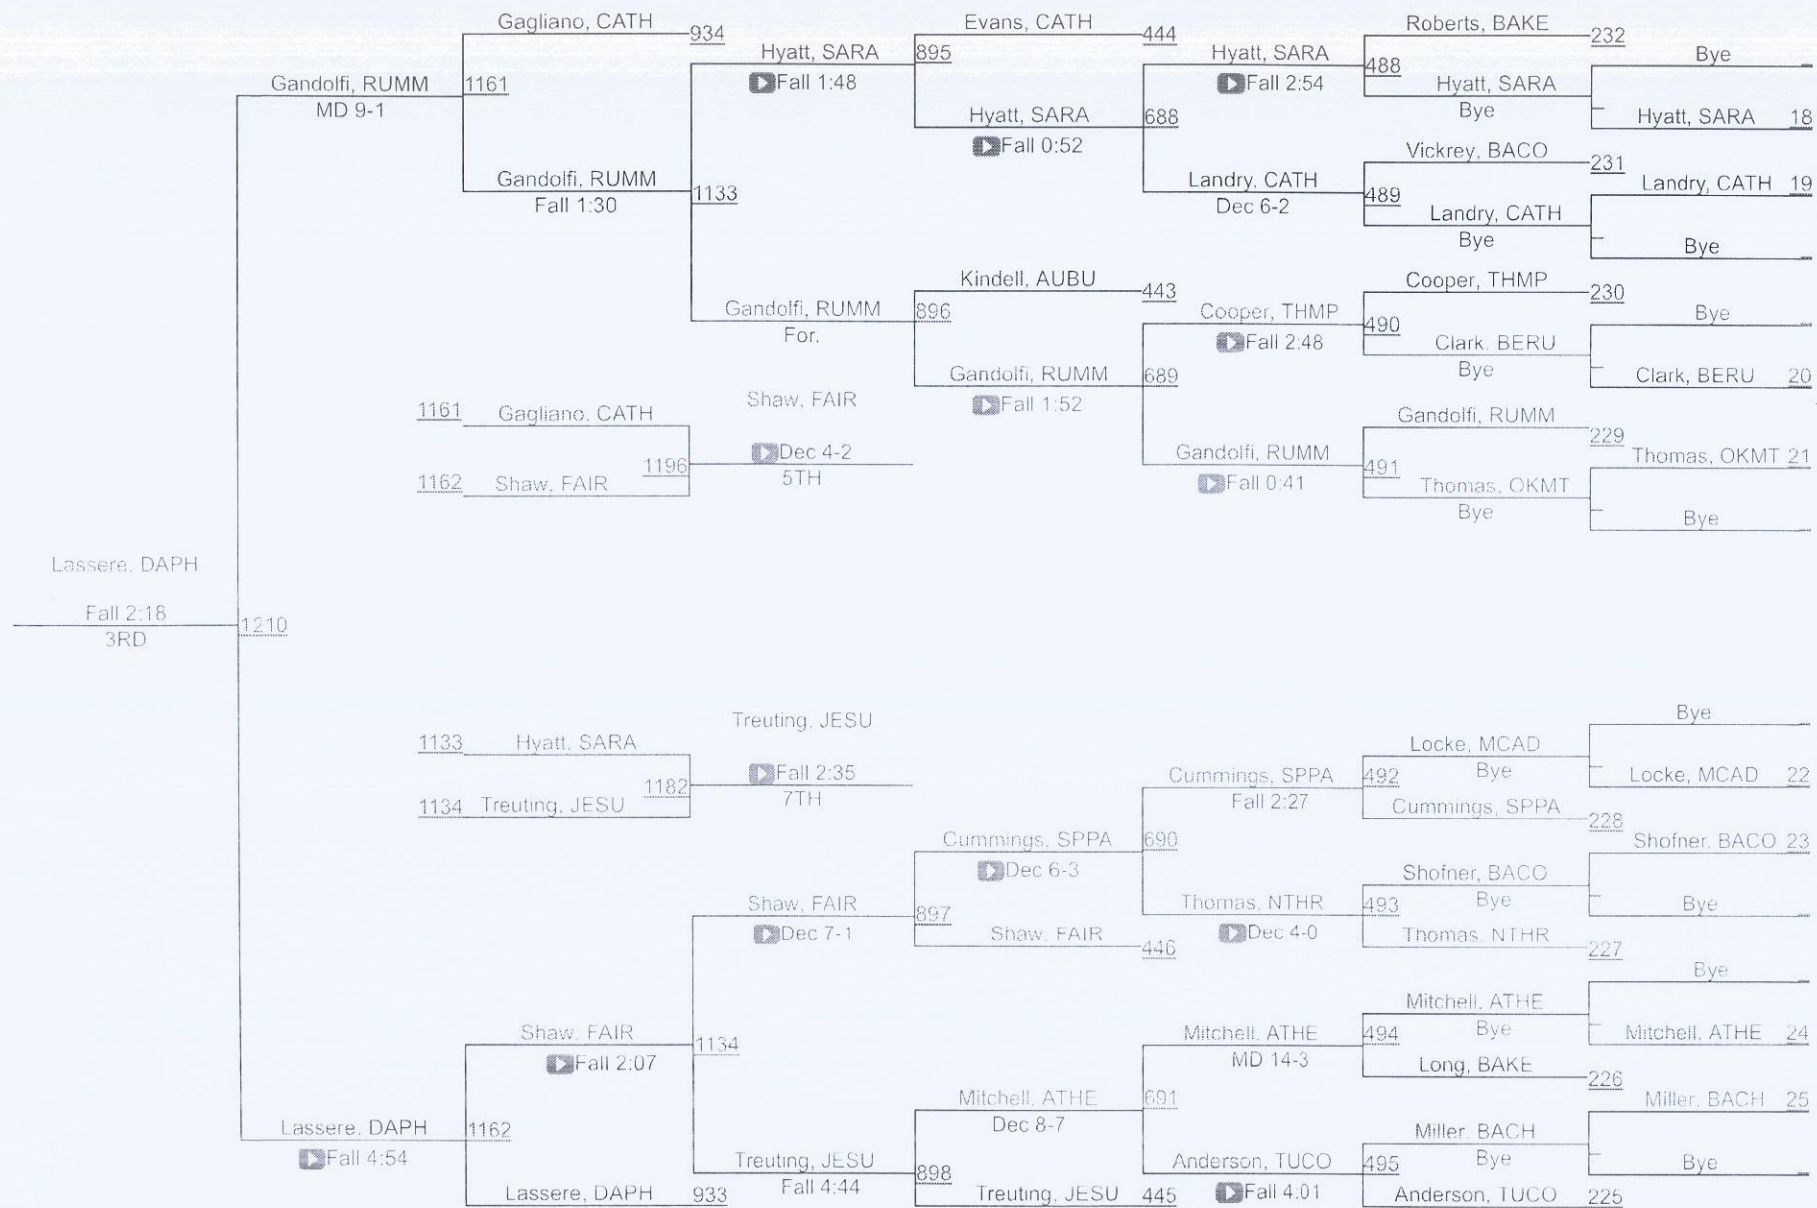 Gagliano, CATH 934
Evans, CATH 444
Roberts, BAKE 232
Hyatt, SARA 895
Hyatt, SARA 488
Bye
Gandolfi, RUMM 1161
MD 9-1
Fall 1:48
Fall 2:54
Hyatt, SARA
Bye
Hyatt, SARA 688
Fall 0:52
Hyatt, SARA 18
Vickrey, BACO 231
Gandolfi, RUMM 1133
Fall 1:30
Landry, CATH 489
Dec 6-2
Landry, CATH 19
Landry, CATH
Bye
Bye
Kindell, AUBU 443
Cooper, THMP 230
Gandolfi, RUMM 896
For.
Cooper, THMP 490
Fall 2:48
Bye
Clark. BERU
Bye
Gandolfi, RUMM 689
Fall 1:52
Clark, BERU 20
1161 Gagliano. CATH
Shaw, FAIR
Gandolfi, RUMM 229
1196
Dec 4-2
5TH
Gandolfi, RUMM 491
Fall 0:41
Thomas, OKMT 21
1162 Shaw, FAIR
Thomas, OKMT
Bye
Bye
Lassere. DAPH
Fall 2:18
3RD
1210
Bye
Treuting, JESU
1133 Hyatt. SARA
Locke, MCAD
Bye
1182
Fall 2:35
7TH
Cummings, SPPA 492
Fall 2:27
Locke, MCAD 22
1134 Treuting, JESU
Cummings, SPPA 228
Cummings, SPPA 690
Dec 6-3
Shofner, BACO 23
Shofner, BACO
Bye
Shaw, FAIR 897
Dec 7-1
Thomas, NTHR 493
Dec 4-0
Bye
Shaw. FAIR 446
Thomas. NTHR 227
Bye
Mitchell. ATHE
Bye
Shaw. FAIR 1134
Fall 2:07
Mitchell. ATHE 494
MD 14-3
Mitchell. ATHE 24
Long, BAKE 226
Mitchell. ATHE 691
Dec 8-7
Miller. BACH 25
Lassere. DAPH 1162
Fall 4:54
Miller. BACH
Bye
Treuting, JESU 898
Fall 4:44
Anderson, TUCO 495
Fall 4:01
Bye
Lassere, DAPH 933
Treuting, JESU 445
Anderson, TUCO 225